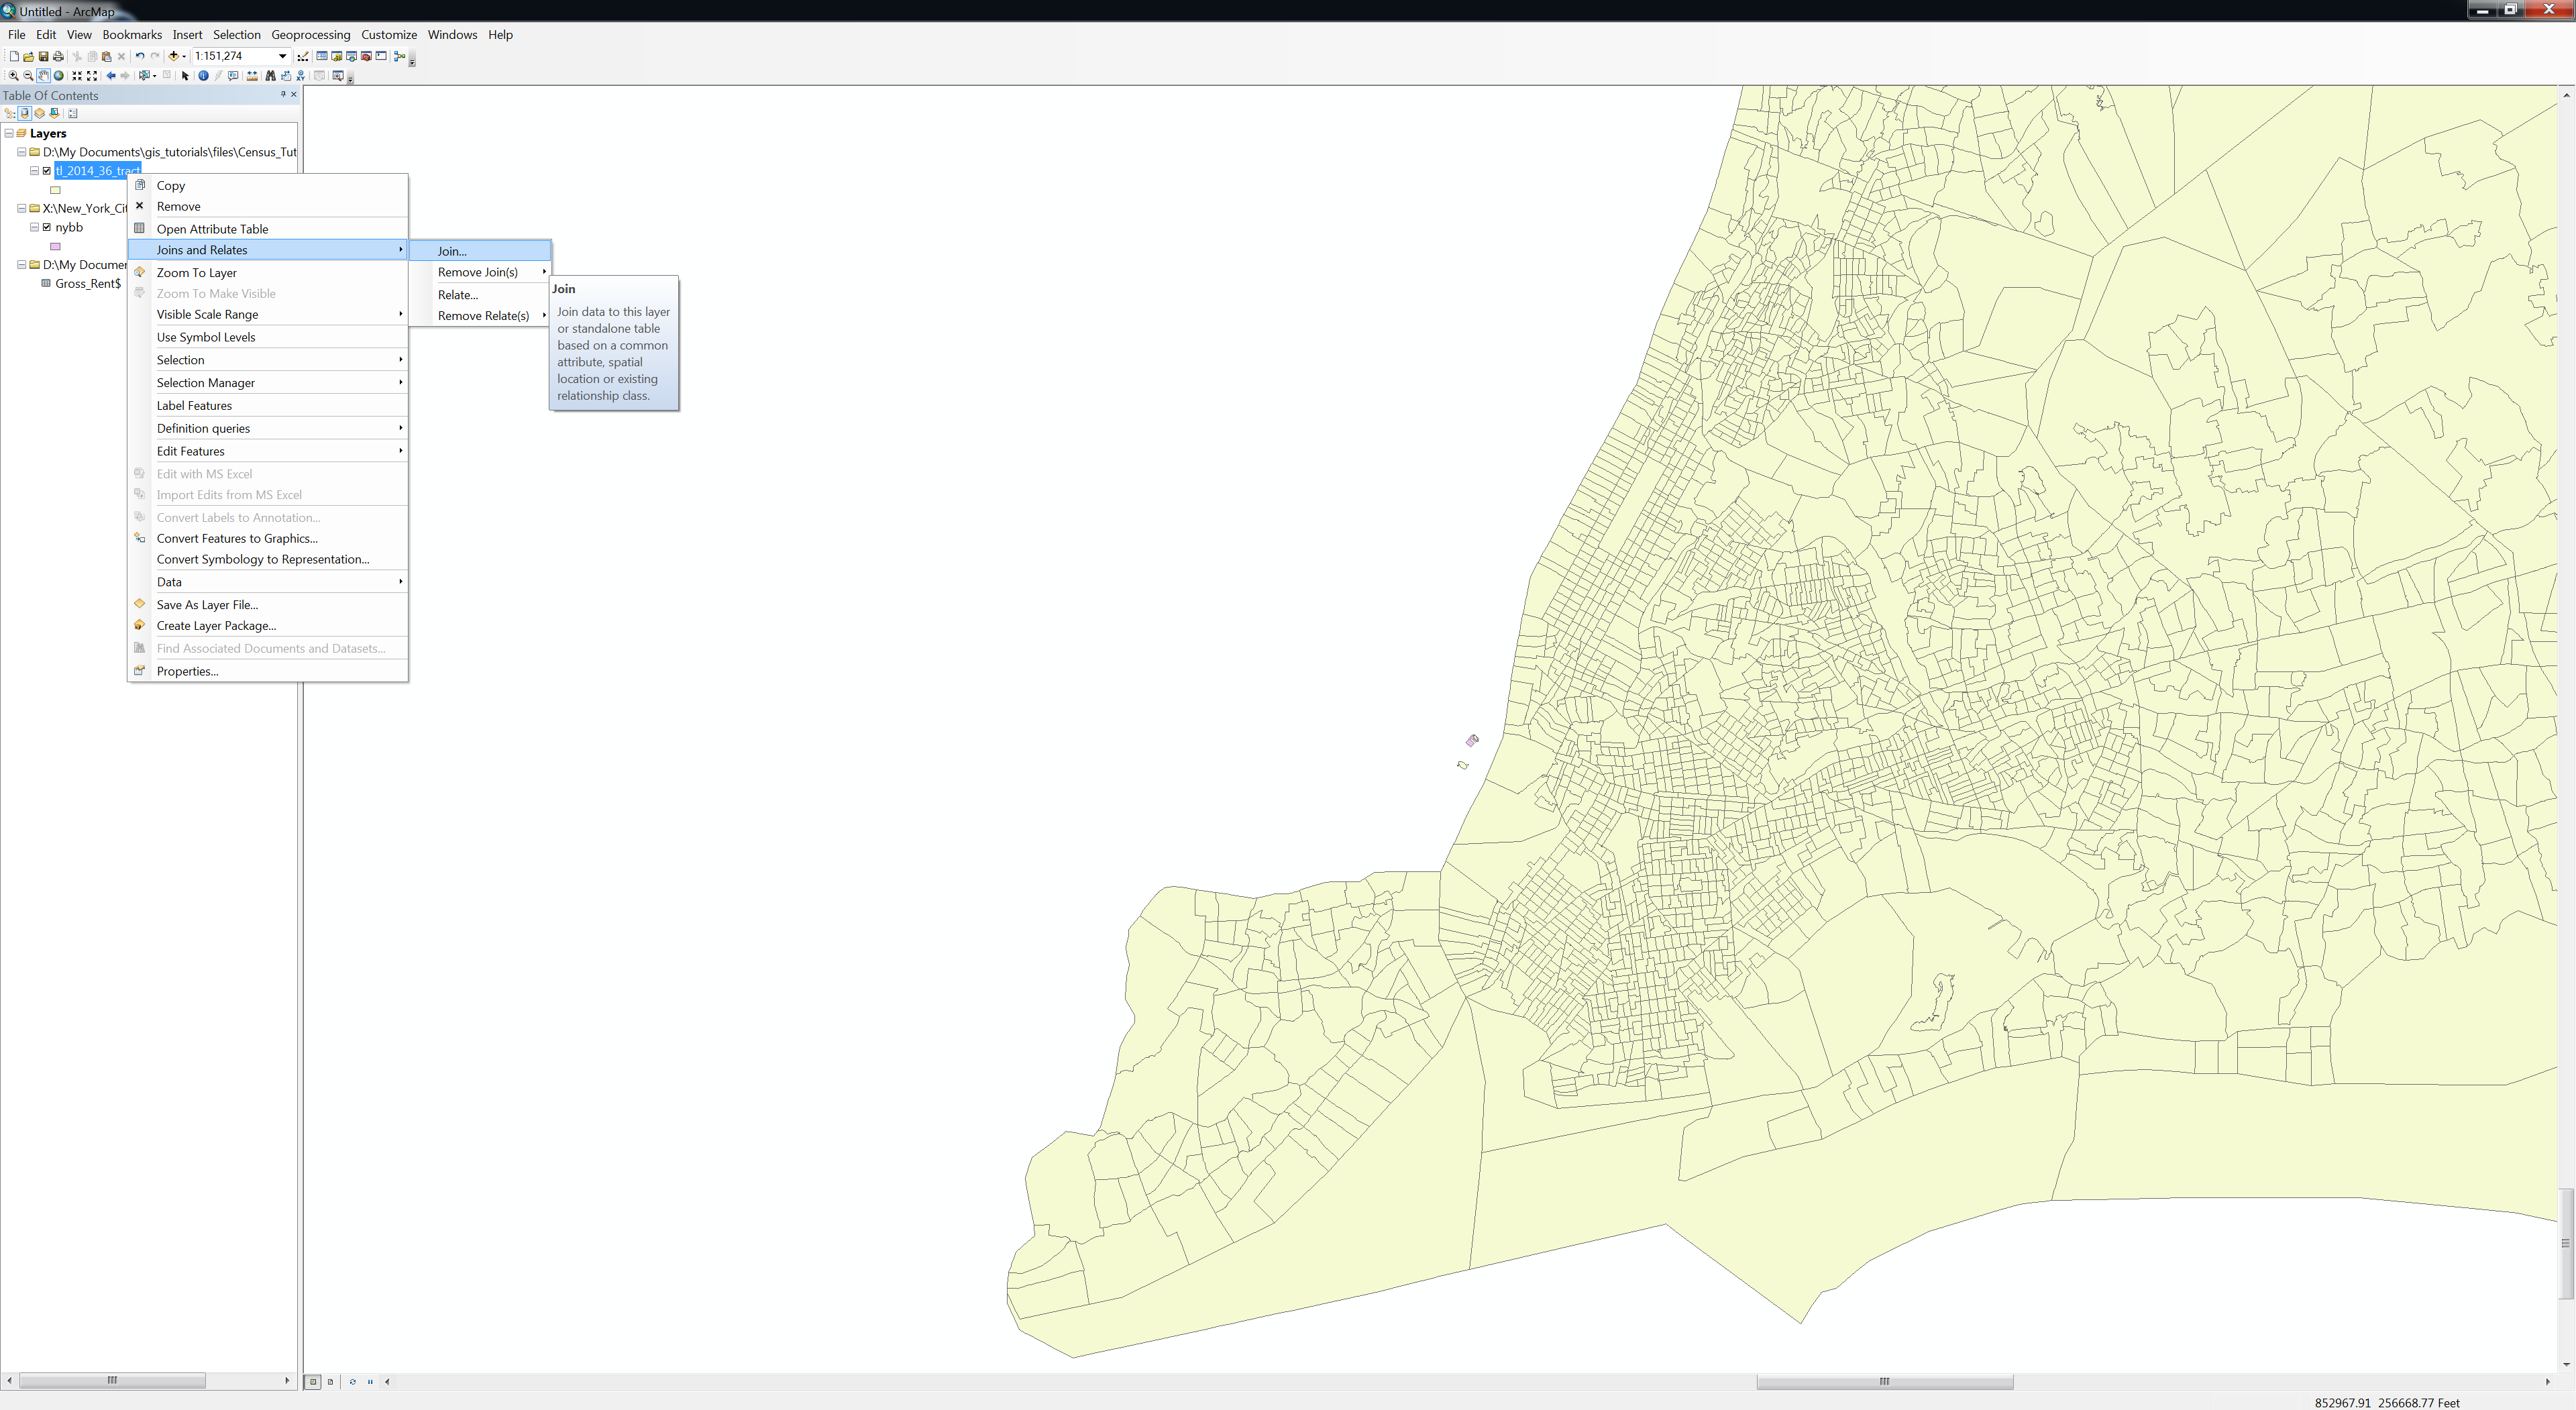 Untitled - ArcMap
File Edit View Bookmarks Insert Selection Geoprocessing Customize Windows Help
1:151,274
Table Of Contents
Layers
D:\My Documents\gis_tutorials\files\Census_Tut
tl_2014_36_tract
X:\New_York_Cit
nybb
D:\My Documer
Gross_Rent$
Copy
Remove
Open Attribute Table
Joins and Relates
Zoom To Layer
Zoom To Make Visible
Visible Scale Range
Use Symbol Levels
Selection
Selection Manager
Label Features
Definition queries
Edit Features
Edit with MS Excel
Import Edits from MS Excel
Convert Labels to Annotation...
Convert Features to Graphics...
Convert Symbology to Representation...
Data
Save As Layer File...
Create Layer Package...
Find Associated Documents and Datasets...
Properties...
Join...
Remove Join(s)
Relate...
Remove Relate(s)
Join
Join data to this layer
or standalone table
based on a common
attribute, spatial
location or existing
relationship class.
852967.91 256668.77 Feet